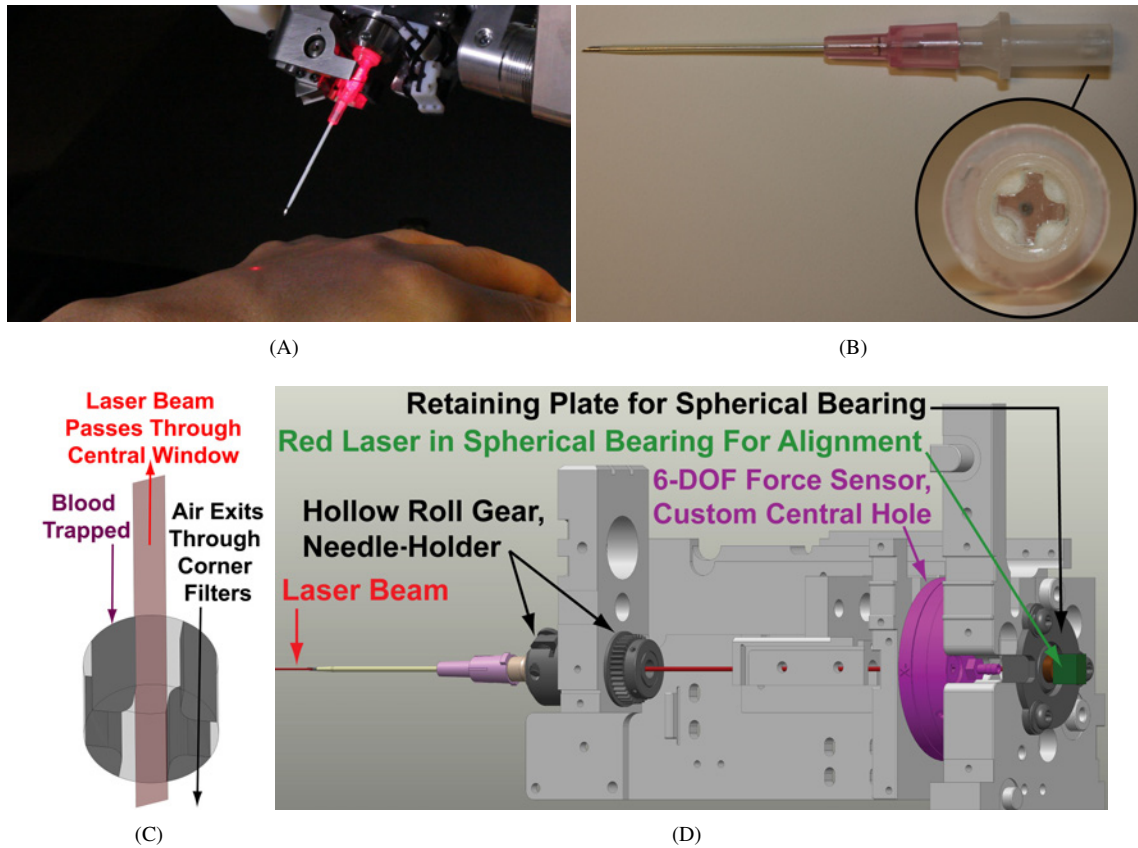 (A)
(B)
Laser Beam
Passes Through
Central Window
Blood
Trapped
Air Exits
Through
Corner
Filters
(C)
Retaining Plate for Spherical Bearing
Red Laser in Spherical Bearing For Alignment
6-DOF Force Sensor,
Custom Central Hole
Hollow Roll Gear,
Needle-Holder
Laser Beam
(D)